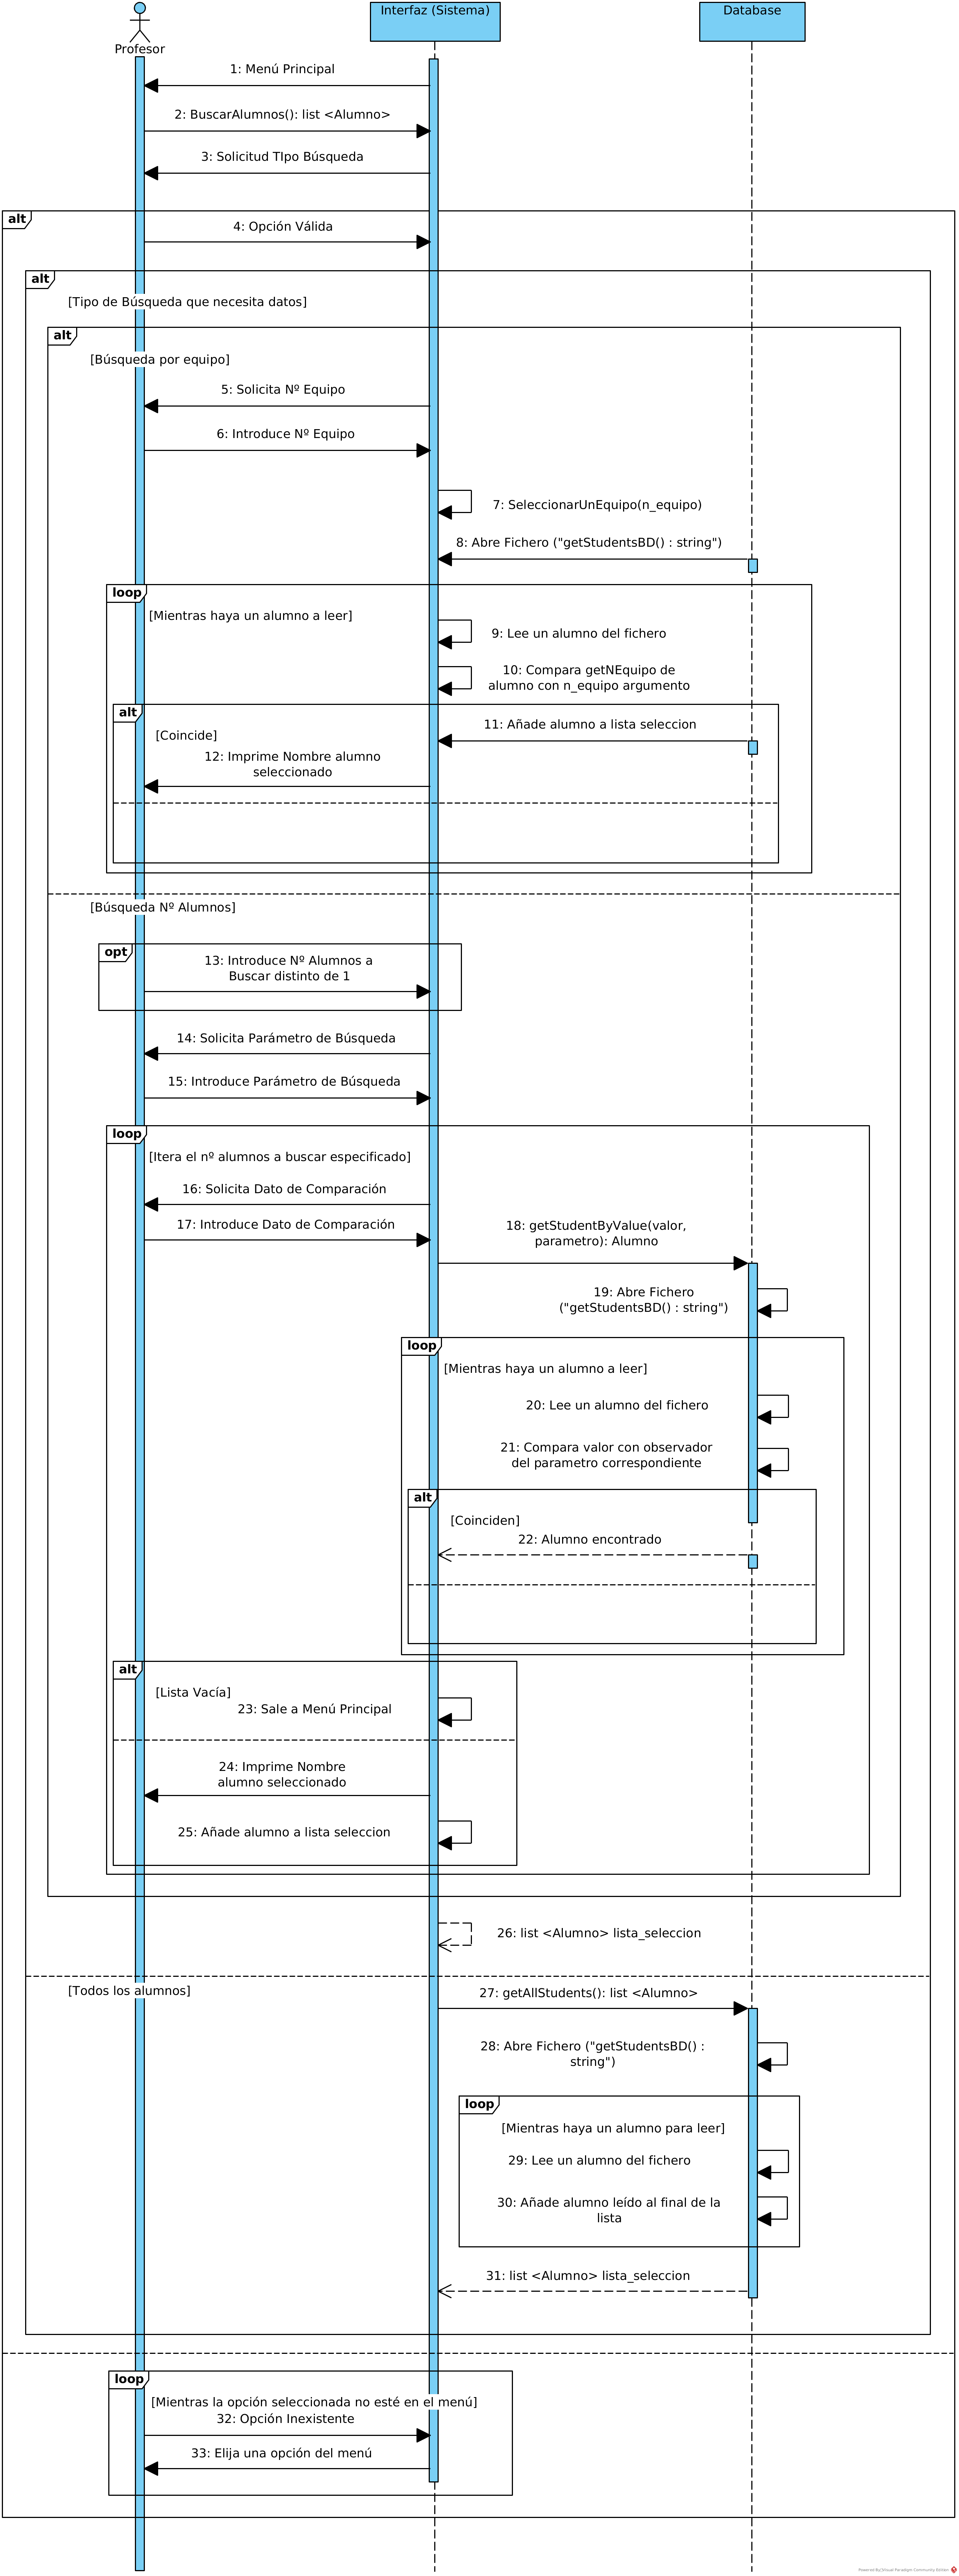 Profesor
Interfaz (Sistema)
Database
1: Menú Principal
2: BuscarAlumnos(): list <Alumno>
3: Solicitud TIpo Búsqueda
alt
4: Opción Válida
alt
[Tipo de Búsqueda que necesita datos]
alt
[Búsqueda por equipo]
5: Solicita Nº Equipo
6: Introduce Nº Equipo
7: SeleccionarUnEquipo(n_equipo)
8: Abre Fichero ("getStudentsBD() : string")
loop
[Mientras haya un alumno a leer]
9: Lee un alumno del fichero
10: Compara getNEquipo de
alumno con n_equipo argumento
alt
11: Añade alumno a lista seleccion
[Coincide]
12: Imprime Nombre alumno
seleccionado
[Búsqueda Nº Alumnos]
opt
13: Introduce Nº Alumnos a
Buscar distinto de 1
14: Solicita Parámetro de Búsqueda
15: Introduce Parámetro de Búsqueda
loop
[Itera el nº alumnos a buscar especificado]
16: Solicita Dato de Comparación
17: Introduce Dato de Comparación
18: getStudentByValue(valor,
parametro): Alumno
19: Abre Fichero
("getStudentsBD() : string")
loop
[Mientras haya un alumno a leer]
20: Lee un alumno del fichero
21: Compara valor con observador
del parametro correspondiente
alt
[Coinciden]
22: Alumno encontrado
alt
[Lista Vacía]
23: Sale a Menú Principal
24: Imprime Nombre
alumno seleccionado
25: Añade alumno a lista seleccion
26: list <Alumno> lista_seleccion
[Todos los alumnos]
27: getAllStudents(): list <Alumno>
28: Abre Fichero ("getStudentsBD() :
string")
loop
[Mientras haya un alumno para leer]
29: Lee un alumno del fichero
30: Añade alumno leído al final de la
lista
31: list <Alumno> lista_seleccion
loop
[Mientras la opción seleccionada no esté en el menú]
32: Opción Inexistente
33: Elija una opción del menú
Powered By Visual Paradigm Community Edition